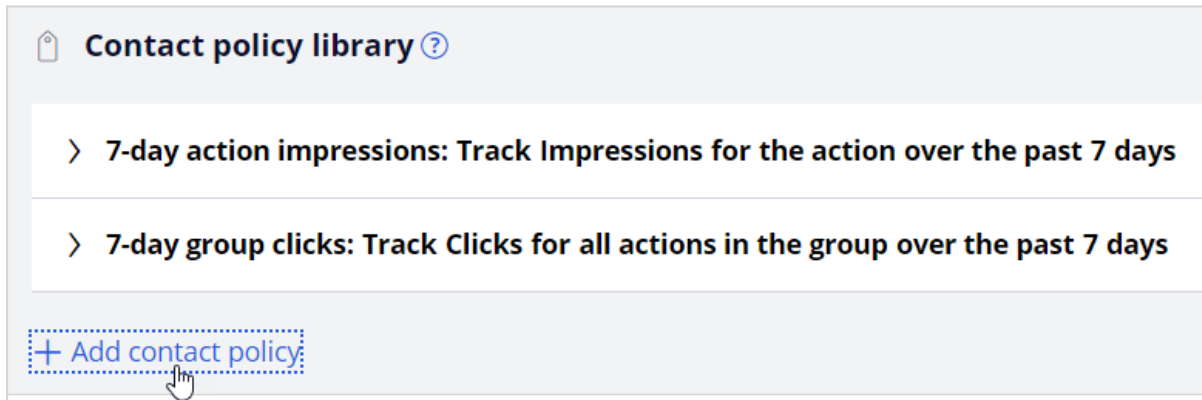 Contact policy library ?
7-day action impressions: Track Impressions for the action over the past 7 days
7-day group clicks: Track Clicks for all actions in the group over the past 7 days
+ Add contact policy